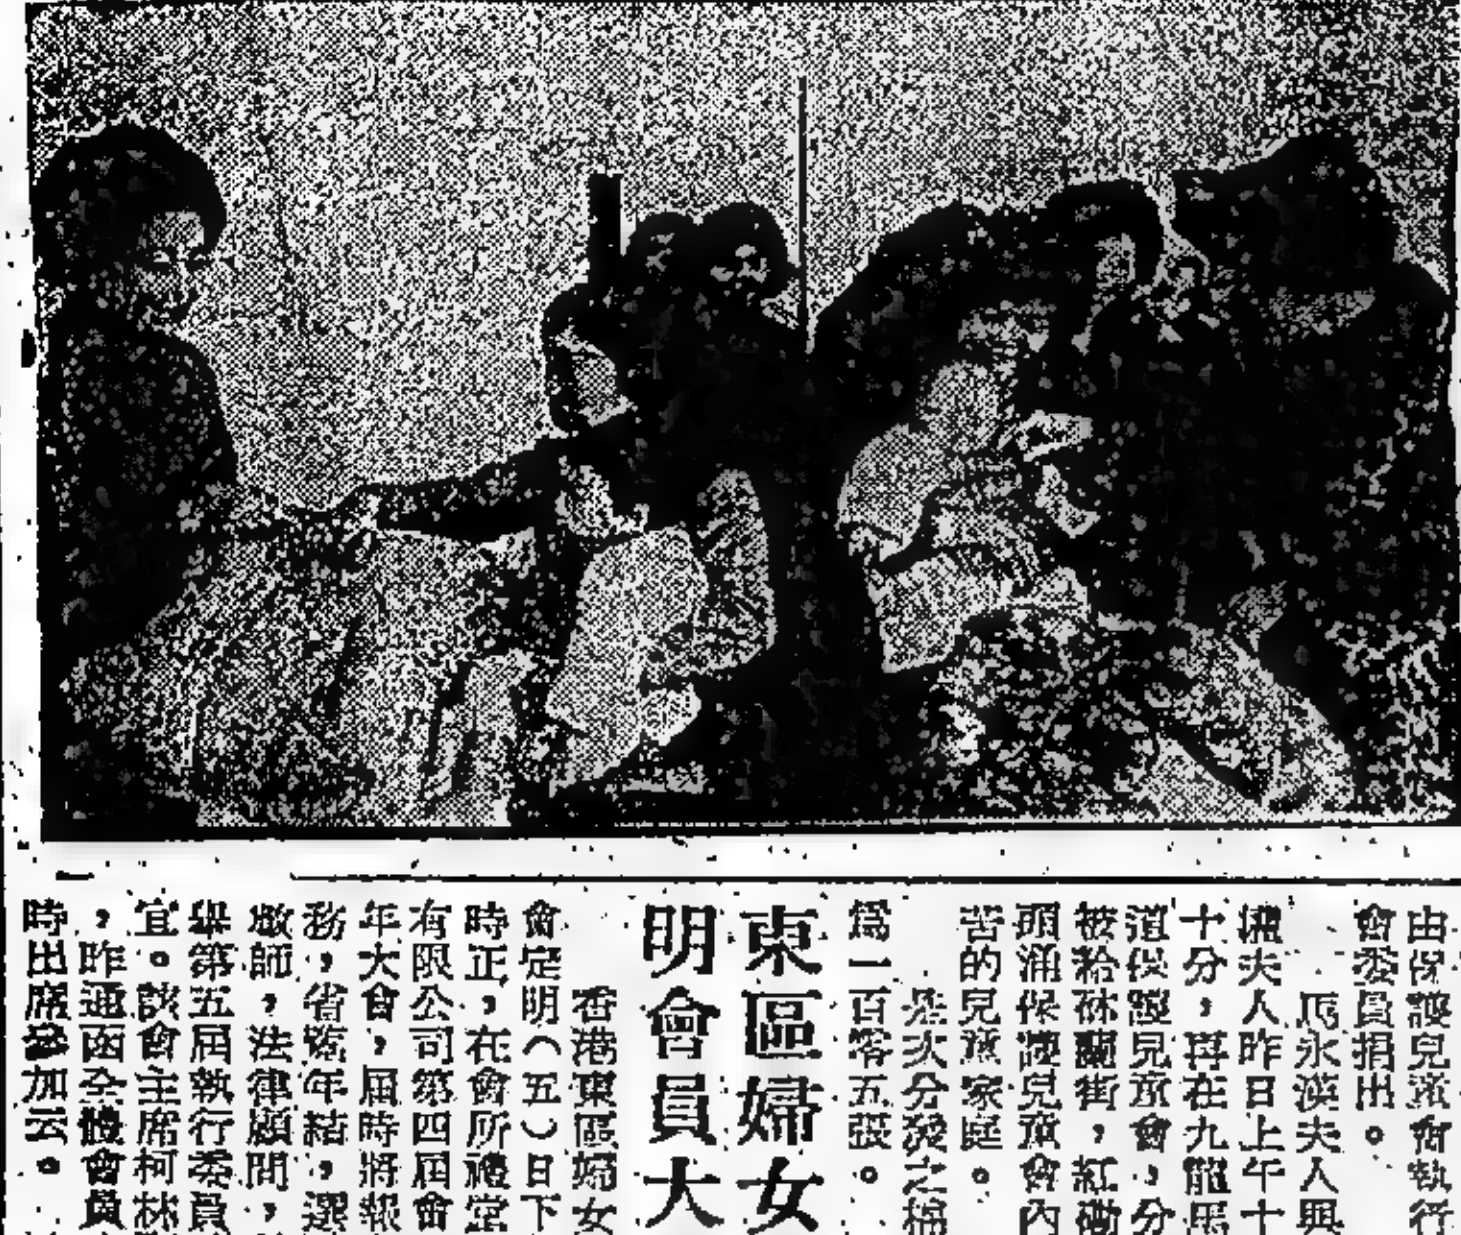 由保護兒童會執行
會委員捐出。
厄永漢夫人與
夫人昨日上午十
十分，再在九龍馬
道保護兒童會，分
被給砵蘭街，紅磡
頭涌保護兒童會內
苦的兒童家庭。
是次分發之棉
為一百零五張。
東區婦女
明會員大
香港東區婦女
會定明（五）日下
時正，在會所禮堂
有限公司第四屆會
年大會，屆時將報
務，省覽年結，選
師，法律顧問，
舉第五屆執行委員
宜。該會主席柯林
，昨通函全體會員
時出席參加云。